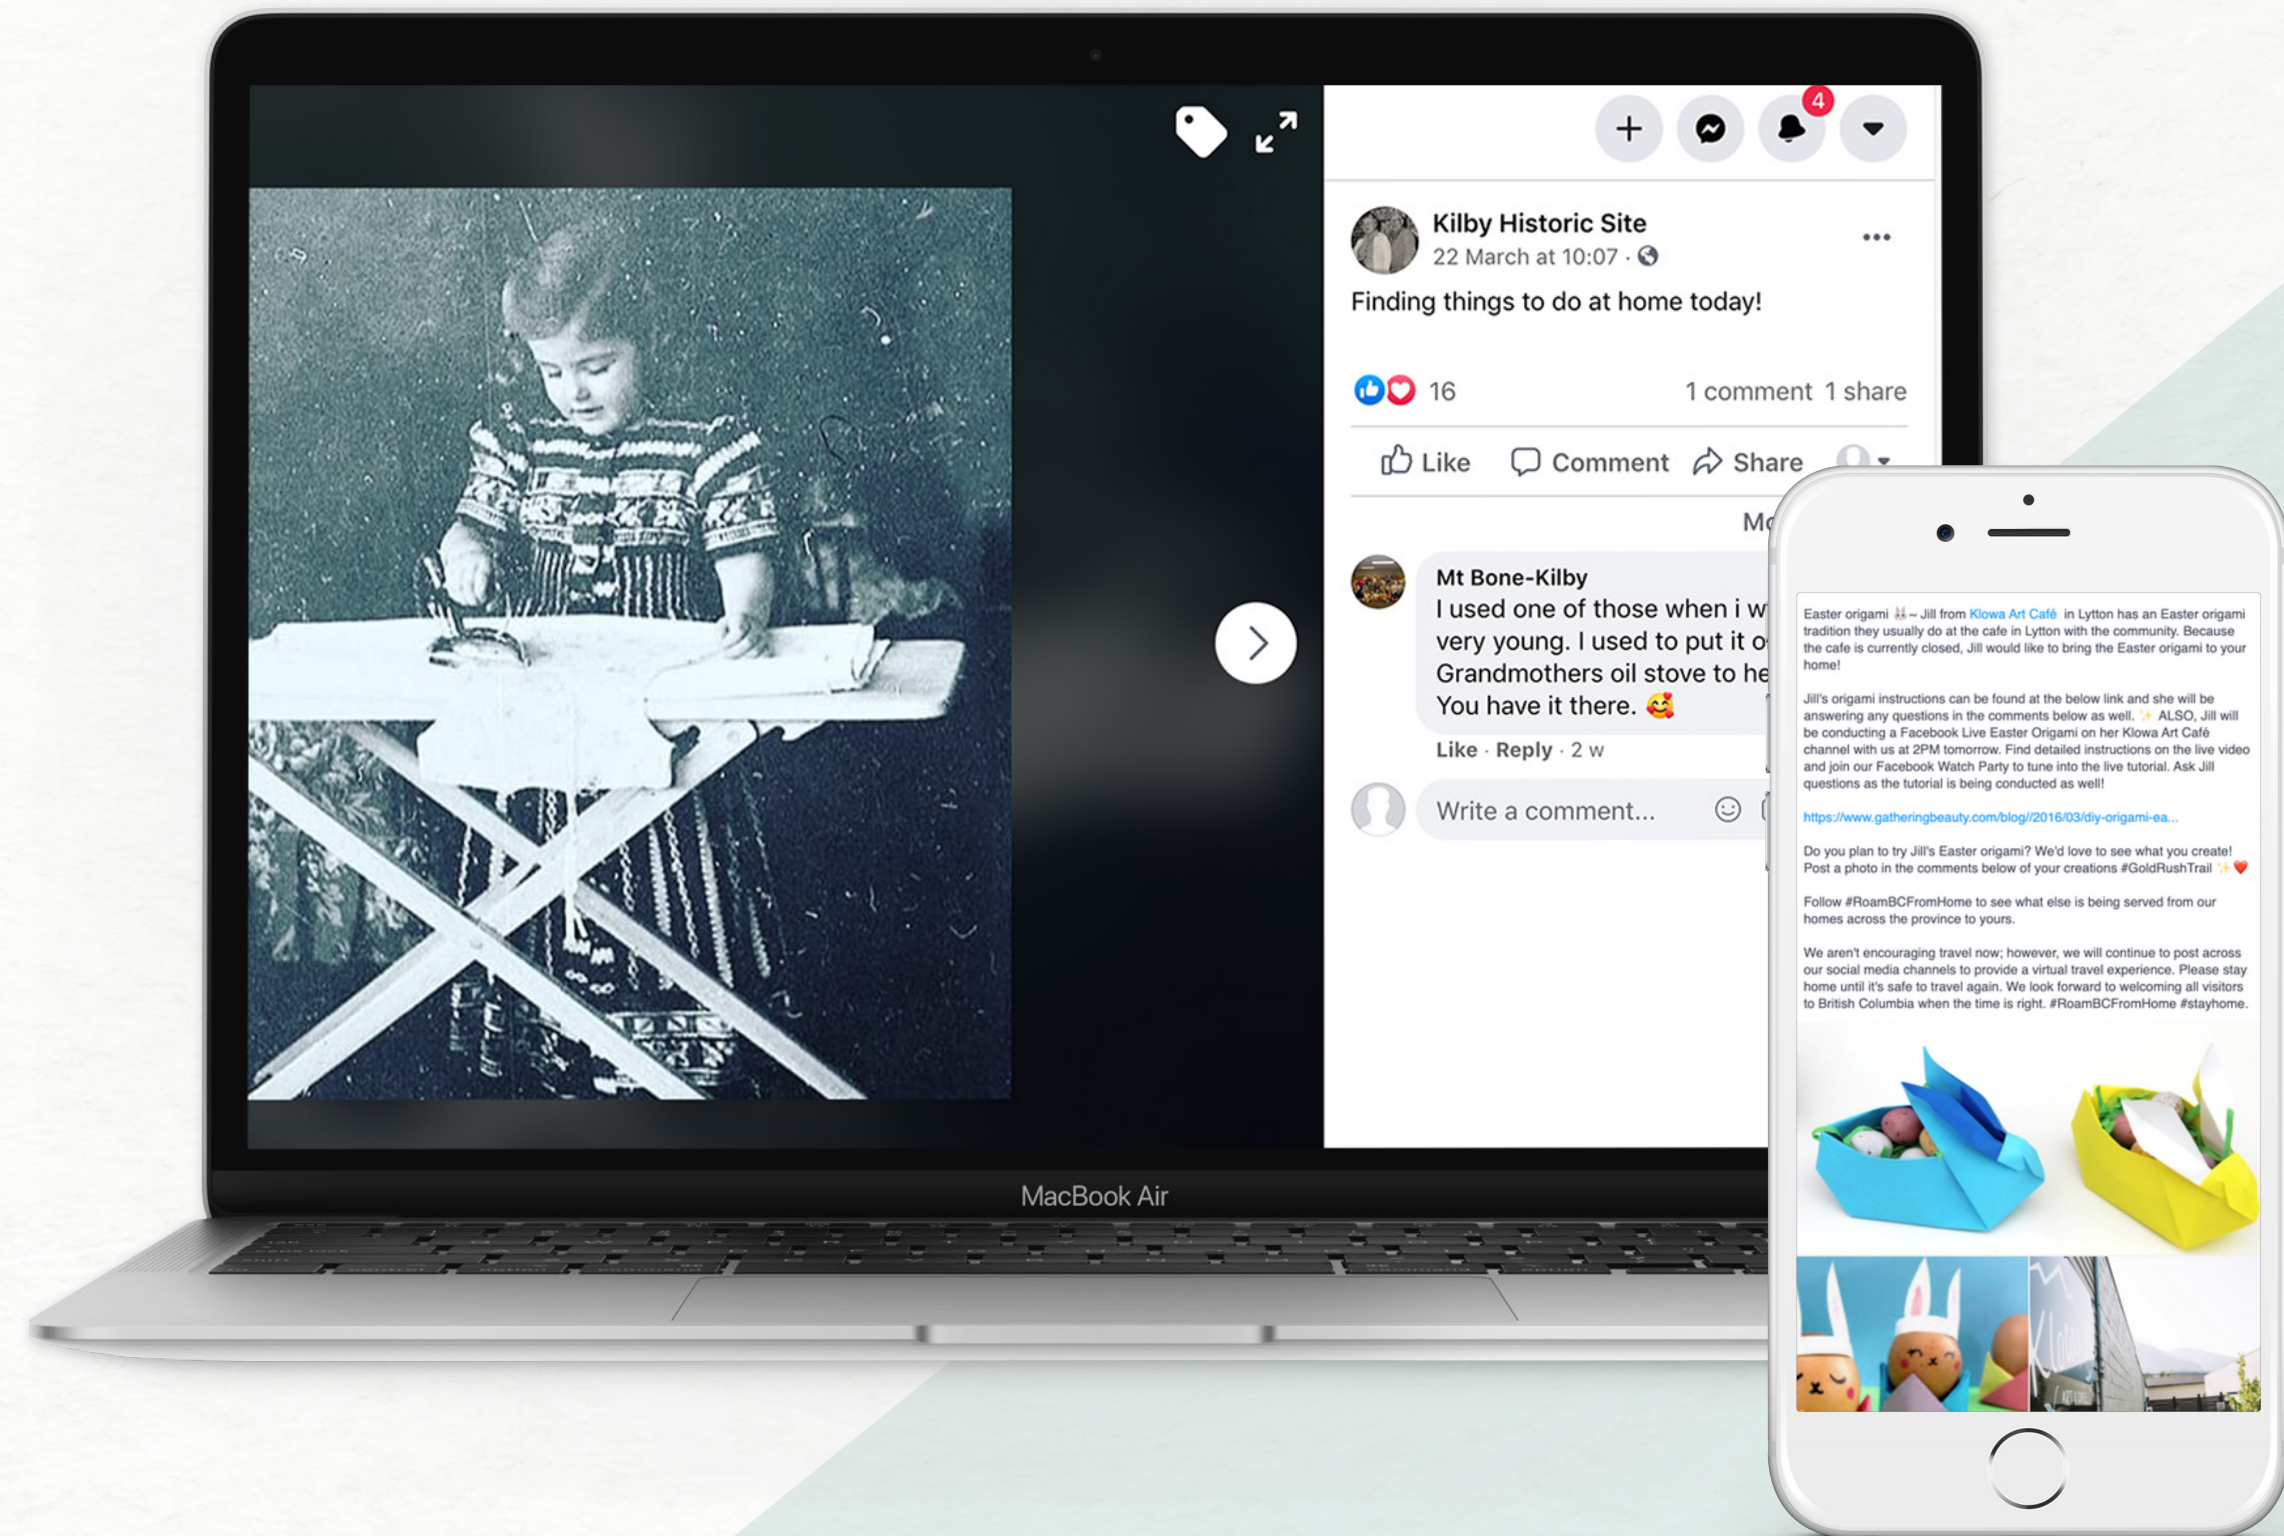 4
Kilby Historic Site
22 March at 10:07 ·
Finding things to do at home today!
16
1 comment 1 share
Like Comment Share
Mt Bone-Kilby
I used one of those when i
very young. I used to put it
Grandmothers oil stove to
You have it there. 🥰
Like · Reply · 2 w
Write a comment...
MacBook Air
Easter origami 🐰~ Jill from Klowa Art Café in Lytton has an Easter origami
tradition they usually do at the cafe in Lytton with the community. Because
the cafe is currently closed, Jill would like to bring the Easter origami to your
home!
Jill's origami instructions can be found at the below link and she will be
answering any questions in the comments below as well. ✨ ALSO, Jill will
be conducting a Facebook Live Easter Origami on her Klowa Art Café
channel with us at 2PM tomorrow. Find detailed instructions on the live video
and join our Facebook Watch Party to tune into the live tutorial. Ask Jill
questions as the tutorial is being conducted as well!
https://www.gatheringbeauty.com/blog//2016/03/diy-origami-ea...
Do you plan to try Jill's Easter origami? We'd love to see what you create!
Post a photo in the comments below of your creations #GoldRushTrail ✨❤️
Follow #RoamBCFromHome to see what else is being served from our
homes across the province to yours.
We aren't encouraging travel now; however, we will continue to post across
our social media channels to provide a virtual travel experience. Please stay
home until it's safe to travel again. We look forward to welcoming all visitors
to British Columbia when the time is right. #RoamBCFromHome #stayhome.